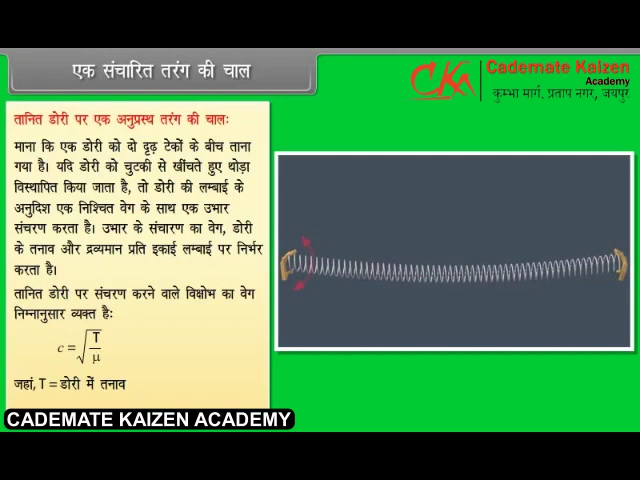 एक संचारित तरंग की चाल
CKA
Cademate Kaizen
Academy
कुम्भा मार्ग, प्रताप नगर, जयपुर
तानित डोरी पर एक अनुप्रस्थ तरंग की चालः
माना कि एक डोरी को दो दृढ़ टेकों के बीच ताना
गया है। यदि डोरी को चुटकी से खींचते हुए थोड़ा
विस्थापित किया जाता है, तो डोरी की लम्बाई के
अनुदिश एक निश्चित वेग के साथ एक उभार
संचरण करता है। उभार के संचारण का वेग, डोरी
के तनाव और द्रव्यमान प्रति इकाई लम्बाई पर निर्भर
करता है।
तानित डोरी पर संचरण करने वाले विक्षोभ का वेग
निम्नानुसार व्यक्त हैः
c = √(T/μ)
जहां, T = डोरी में तनाव
CADEMATE KAIZEN ACADEMY